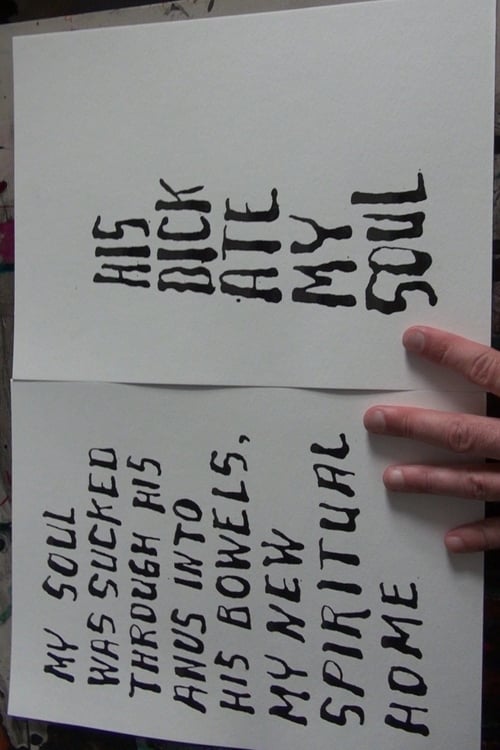 MY SOUL
WAS SUCKED
THROUGH HIS
ANUS INTO
HIS BOWELS,
MY NEW
SPIRITUAL
HOME
HIS
DICK
ATE
MY
SOUL